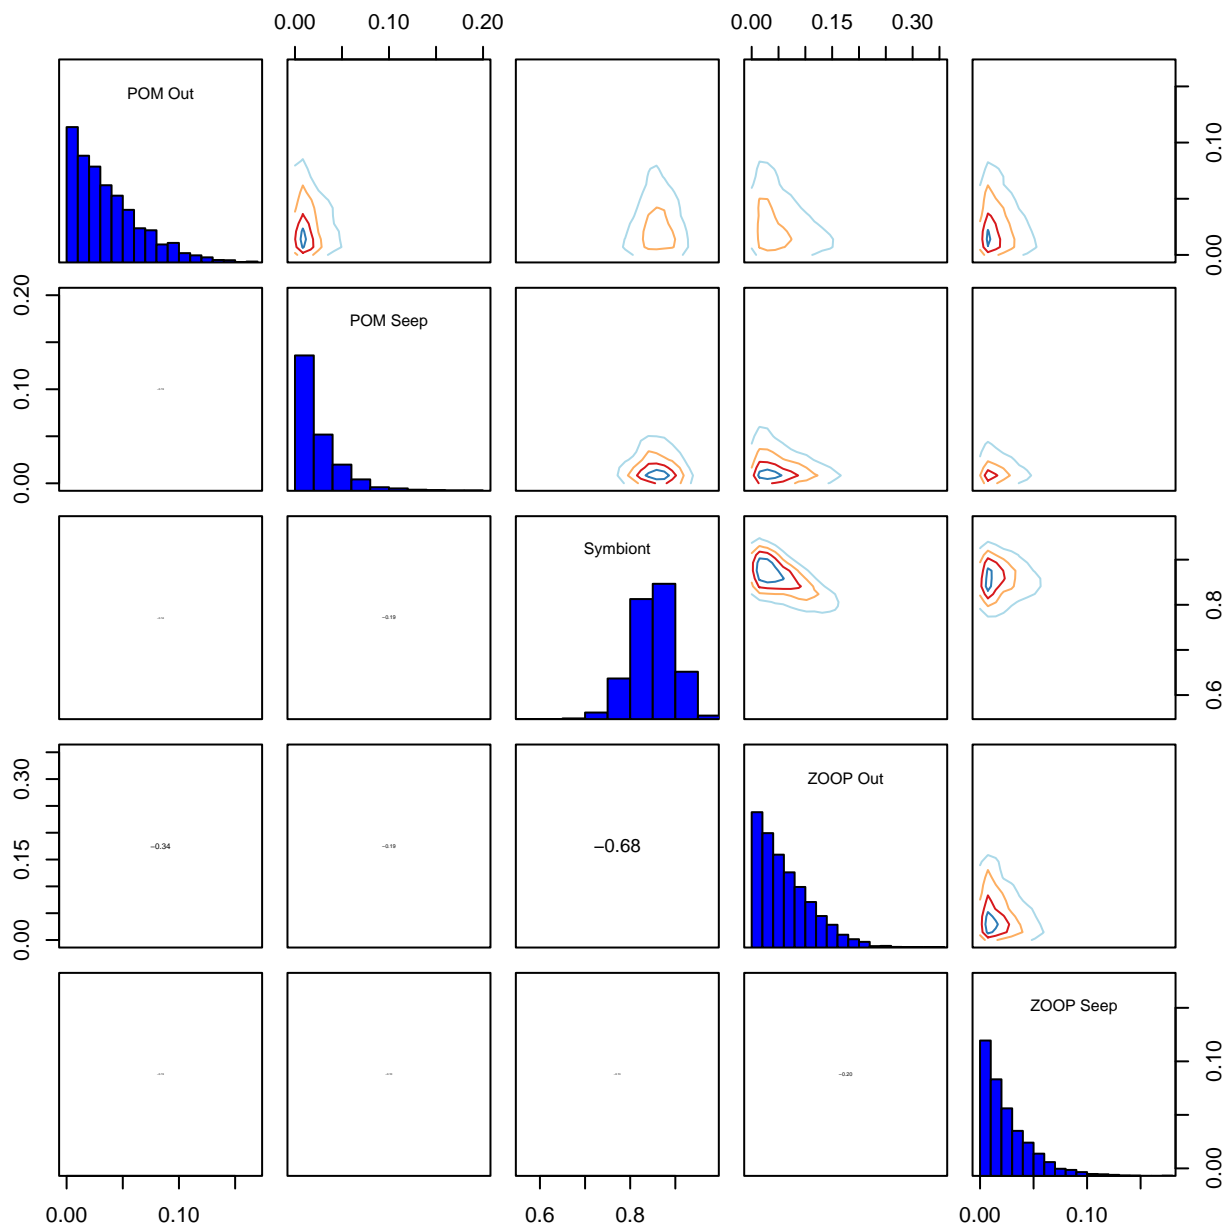 0.00 0.10 0.20 0.00 0.15 0.30
POM Out
0.00 0.10
0.00 0.10 0.20
POM Seep
−0.19
Symbiont
0.6 0.8
0.00 0.15 0.30
−0.34
−0.19
−0.68
ZOOP Out
−0.20
ZOOP Seep
0.00 0.10
0.00 0.10 0.6 0.8 0.00 0.10